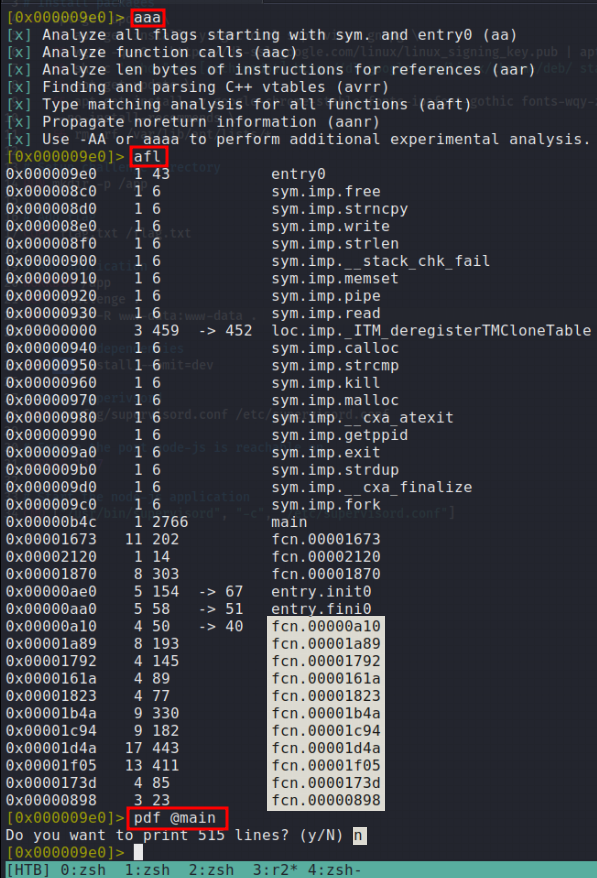 [0x000009e0]> aaa
[x] Analyze all flags starting with sym. and entry0 (aa)
[x] Analyze function calls (aac)
[x] Analyze len bytes of instructions for references (aar)
[x] Finding and parsing C++ vtables (avrr)
[x] Type matching analysis for all functions (aaft)
[x] Propagate noreturn information (aanr)
[x] Use -AA or aaaa to perform additional experimental analysis.
[0x000009e0]> afl
0x000009e0 1 43 entry0
0x000008c0 1 6 sym.imp.free
0x000008d0 1 6 sym.imp.strncpy
0x000008e0 1 6 sym.imp.write
0x000008f0 1 6 sym.imp.strlen
0x00000900 1 6 sym.imp.__stack_chk_fail
0x00000910 1 6 sym.imp.memset
0x00000920 1 6 sym.imp.pipe
0x00000930 1 6 sym.imp.read
0x00000000 3 459 -> 452 loc.imp._ITM_deregisterTMCloneTable
0x00000940 1 6 sym.imp.calloc
0x00000950 1 6 sym.imp.strcmp
0x00000960 1 6 sym.imp.kill
0x00000970 1 6 sym.imp.malloc
0x00000980 1 6 sym.imp.__cxa_atexit
0x00000990 1 6 sym.imp.getppid
0x000009a0 1 6 sym.imp.exit
0x000009b0 1 6 sym.imp.strdup
0x000009d0 1 6 sym.imp.__cxa_finalize
0x000009c0 1 6 sym.imp.fork
0x00000b4c 1 2766 main
0x00001673 11 202 fcn.00001673
0x00002120 1 14 fcn.00002120
0x00001870 8 303 fcn.00001870
0x00000ae0 5 154 -> 67 entry.init0
0x00000aa0 5 58 -> 51 entry.fini0
0x00000a10 4 50 -> 40 fcn.00000a10
0x00001a89 8 193 fcn.00001a89
0x00001792 4 145 fcn.00001792
0x0000161a 4 89 fcn.0000161a
0x00001823 4 77 fcn.00001823
0x00001b4a 9 330 fcn.00001b4a
0x00001c94 9 182 fcn.00001c94
0x00001d4a 17 443 fcn.00001d4a
0x00001f05 13 411 fcn.00001f05
0x0000173d 4 85 fcn.0000173d
0x00000898 3 23 fcn.00000898
[0x000009e0]> pdf @main
Do you want to print 515 lines? (y/N) n
[0x000009e0]>
[HTB] 0:zsh 1:zsh 2:zsh 3:r2* 4:zsh-